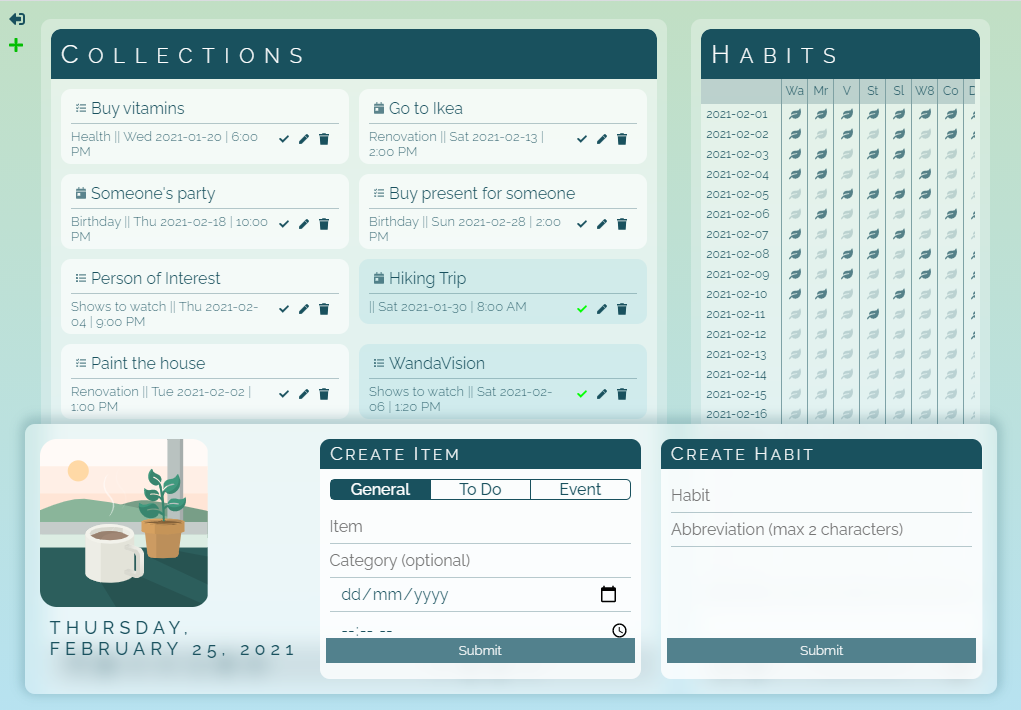 Collections
Buy vitamins
Health || Wed 2021-01-20 | 6:00
PM
Go to Ikea
Renovation || Sat 2021-02-13 |
2:00 PM
Someone's party
Birthday || Thu 2021-02-18 | 10:00
PM
Buy present for someone
Birthday || Sun 2021-02-28 | 2:00
PM
Person of Interest
Shows to watch || Thu 2021-02-
04 | 9:00 PM
Hiking Trip
|| Sat 2021-01-30 | 8:00 AM
Paint the house
Renovation || Tue 2021-02-02 |
1:00 PM
WandaVision
Shows to watch || Sat 2021-02-
06 | 1:20 PM
Habits
Wa Mr V St Sl W8 Co
2021-02-01
2021-02-02
2021-02-03
2021-02-04
2021-02-05
2021-02-06
2021-02-07
2021-02-08
2021-02-09
2021-02-10
2021-02-11
2021-02-12
2021-02-13
2021-02-14
2021-02-15
2021-02-16
Thursday,
February 25, 2021
Create Item
General To Do Event
Item
Category (optional)
dd/mm/yyyy
--:-- --
Submit
Create Habit
Habit
Abbreviation (max 2 characters)
Submit